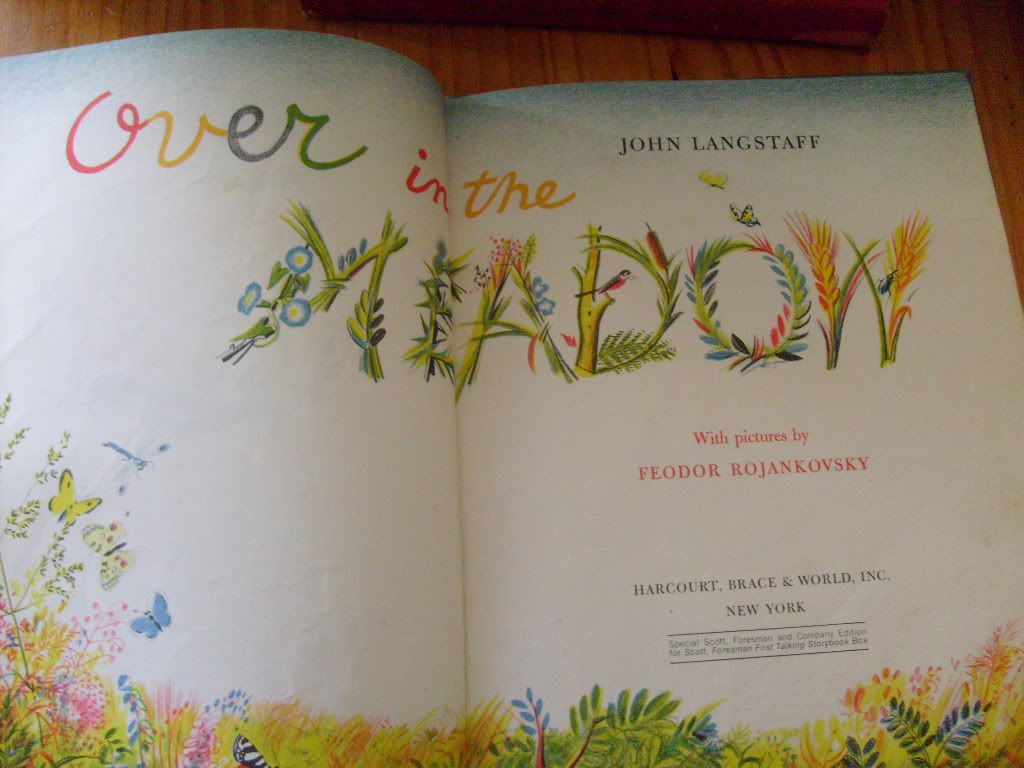 Over in the
MEADOW
JOHN LANGSTAFF
With pictures by
FEODOR ROJANKOVSKY
HARCOURT, BRACE & WORLD, INC.
NEW YORK
Special Scott, Foresman and Company Edition
for Scott, Foresman First Talking Storybook Box